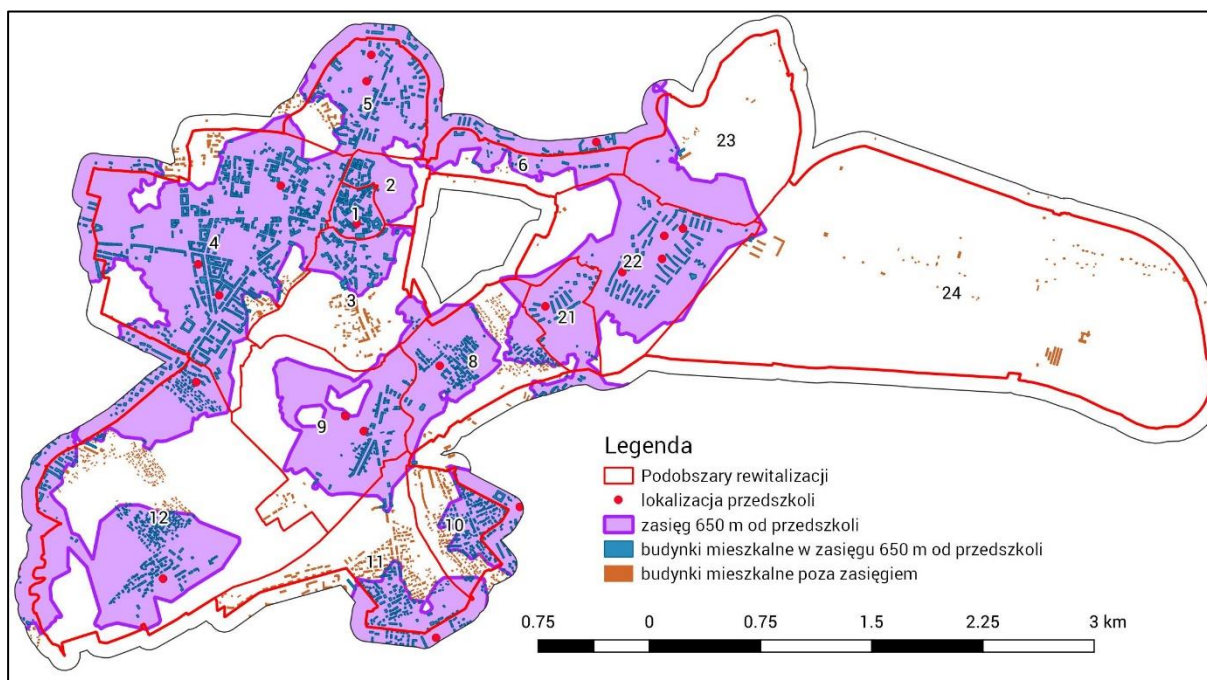 5
23
6
2
1
4
22
24
3
21
8
9
12
10
11
Legenda
Podobszary rewitalizacji
lokalizacja przedszkoli
zasięg 650 m od przedszkoli
budynki mieszkalne w zasięgu 650 m od przedszkoli
budynki mieszkalne poza zasięgiem
0.75 0 0.75 1.5 2.25 3 km